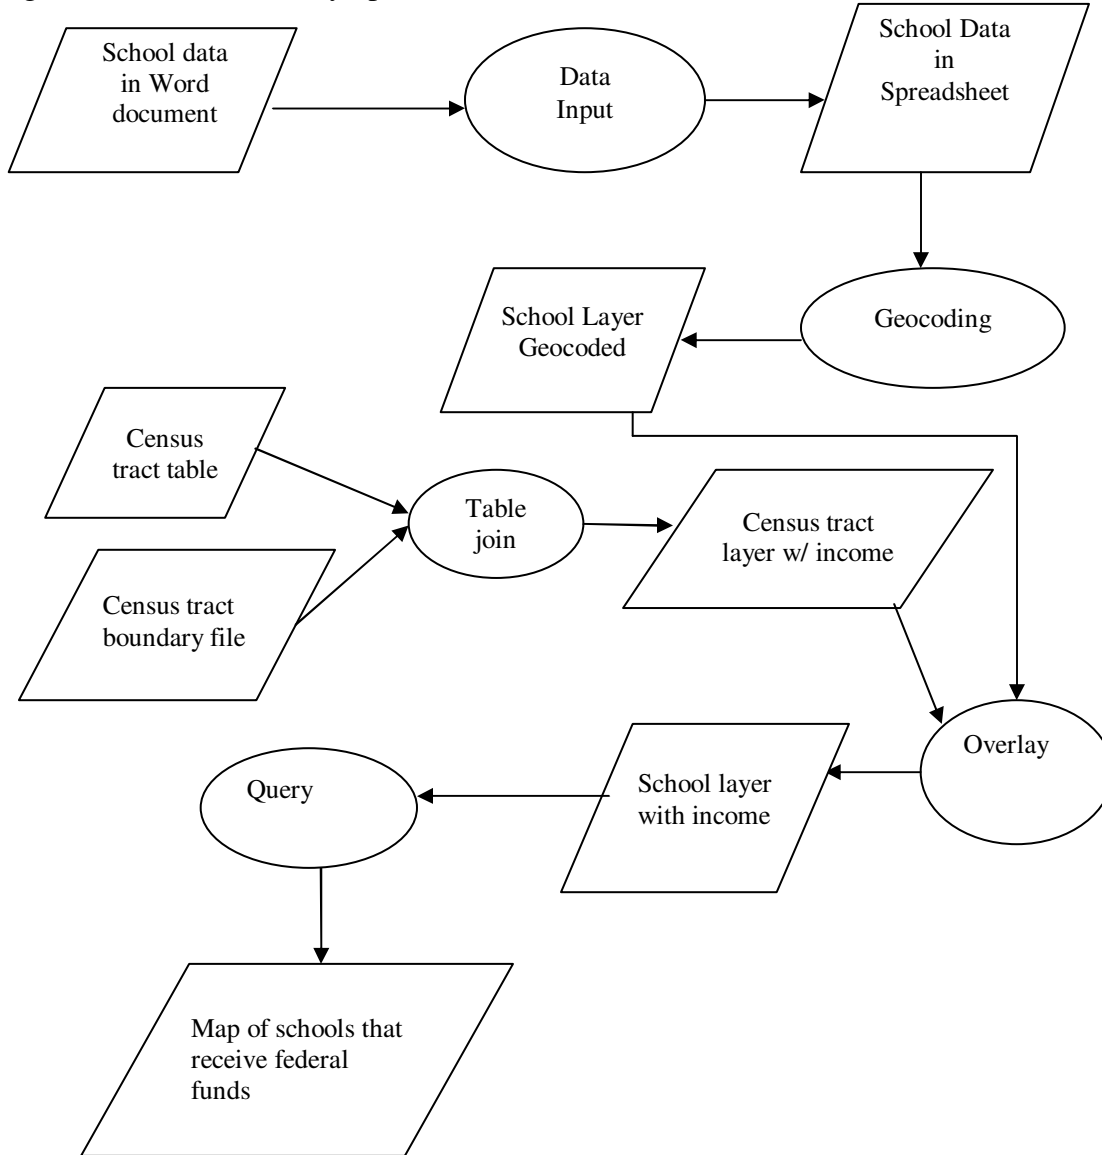 School data
in Word
document
Data
Input
School Data
in
Spreadsheet
School Layer
Geocoded
Geocoding
Census
tract table
Table
join
Census tract
layer w/ income
Census tract
boundary file
Overlay
School layer
with income
Query
Map of schools that
receive federal
funds